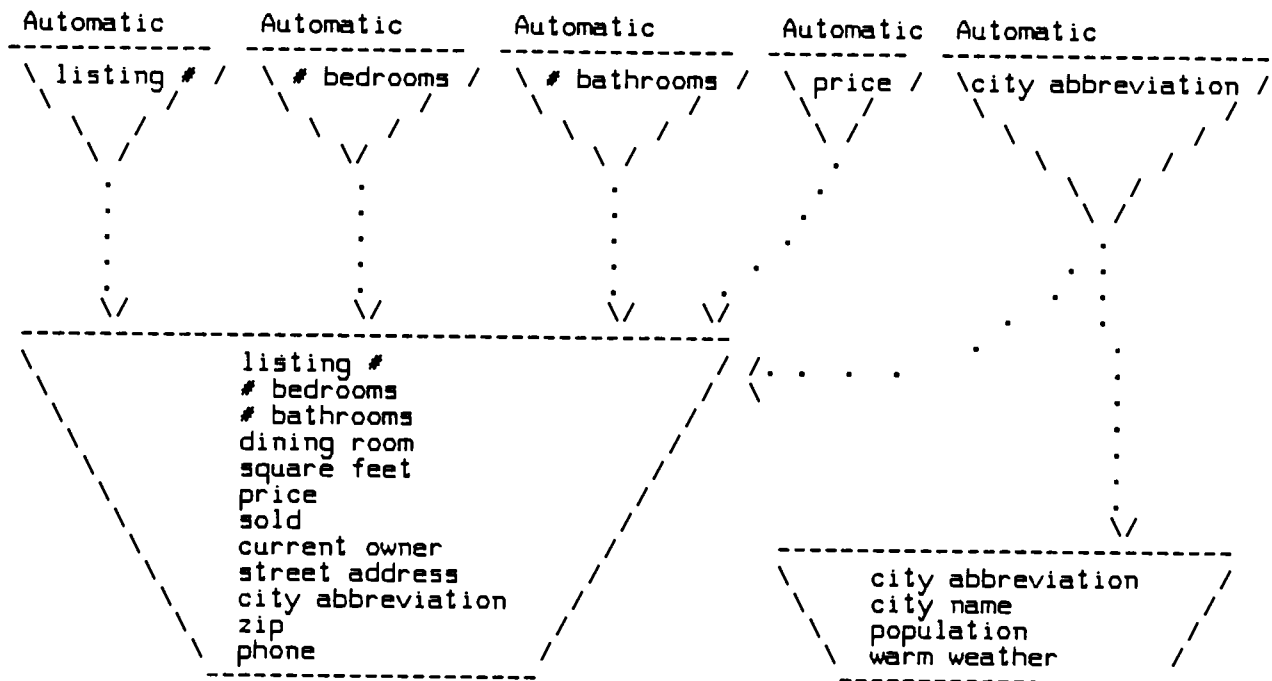 Automatic Automatic Automatic Automatic Automatic
listing # # bedrooms # bathrooms price city abbreviation
listing #
# bedrooms
# bathrooms
dining room
square feet
price
sold
current owner
street address
city abbreviation
zip
phone
city abbreviation
city name
population
warm weather